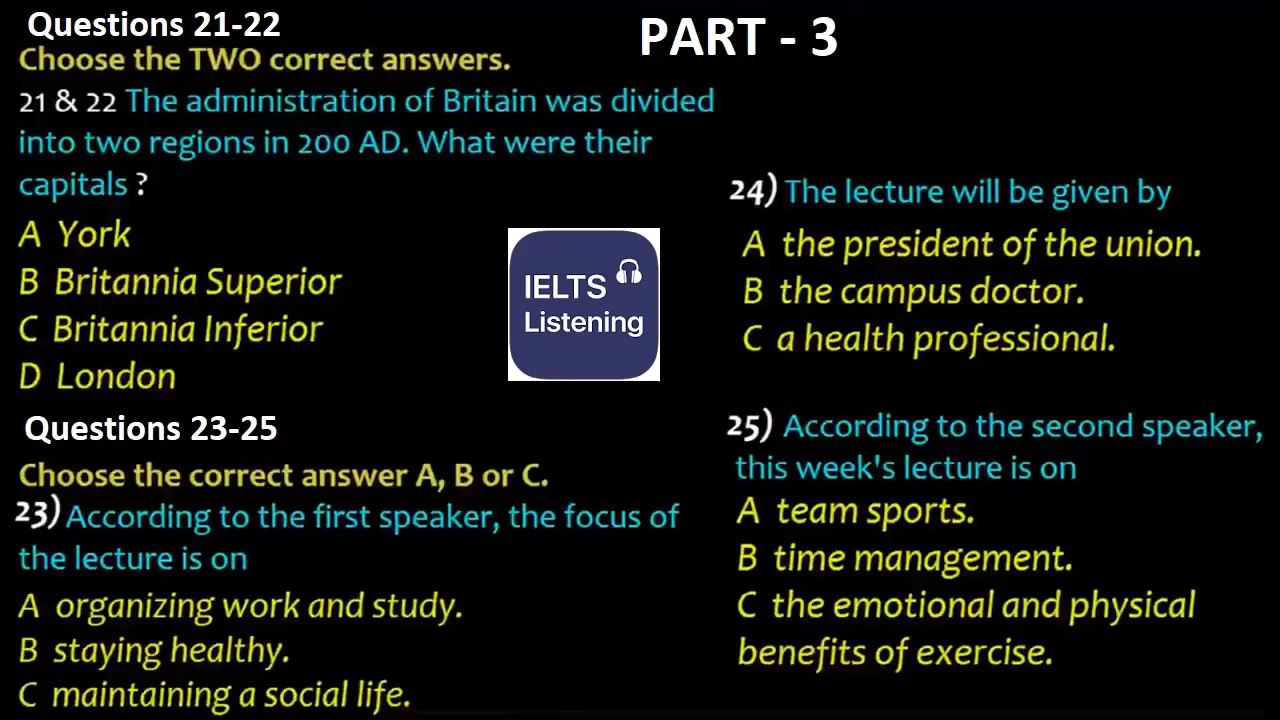 Questions 21-22
Choose the TWO correct answers.
21 & 22 The administration of Britain was divided
into two regions in 200 AD. What were their
capitals ?
A York
B Britannia Superior
C Britannia Inferior
D London
Questions 23-25
Choose the correct answer A, B or C.
23) According to the first speaker, the focus of
the lecture is on
A organizing work and study.
B staying healthy.
C maintaining a social life.
IELTS
Listening
PART - 3
24) The lecture will be given by
A the president of the union.
B the campus doctor.
C a health professional.
25) According to the second speaker,
this week's lecture is on
A team sports.
B time management.
C the emotional and physical
benefits of exercise.